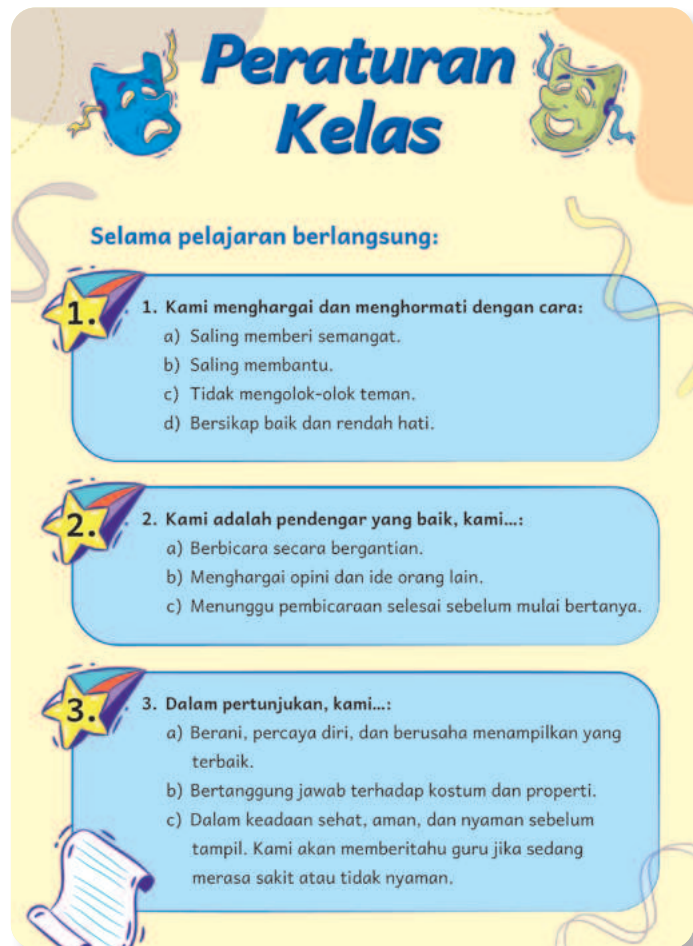 Peraturan
Kelas
Selama pelajaran berlangsung:
1.
1. Kami menghargai dan menghormati dengan cara:
a) Saling memberi semangat.
b) Saling membantu.
c) Tidak mengolok-olok teman.
d) Bersikap baik dan rendah hati.
2.
2. Kami adalah pendengar yang baik, kami...:
a) Berbicara secara bergantian.
b) Menghargai opini dan ide orang lain.
c) Menunggu pembicaraan selesai sebelum mulai bertanya.
3.
3. Dalam pertunjukan, kami...:
a) Berani, percaya diri, dan berusaha menampilkan yang
terbaik.
b) Bertanggung jawab terhadap kostum dan properti.
c) Dalam keadaan sehat, aman, dan nyaman sebelum
tampil. Kami akan memberitahu guru jika sedang
merasa sakit atau tidak nyaman.